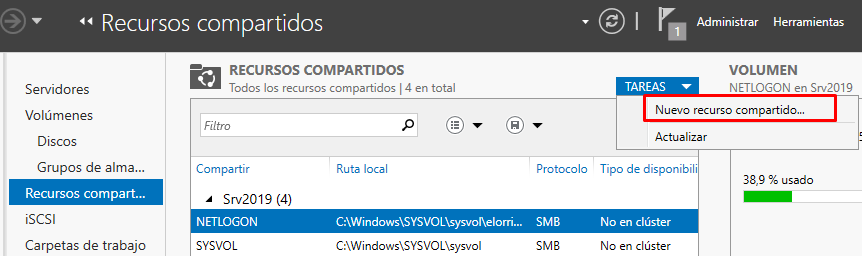 Recursos compartidos
1
Administrar
Herramientas
Servidores
Volúmenes
Discos
Grupos de alma...
Recursos compart...
iSCSI
Carpetas de trabajo
RECURSOS COMPARTIDOS
Todos los recursos compartidos | 4 en total
TAREAS
Nuevo recurso compartido...
Actualizar
Filtro
Compartir Ruta local Protocolo Tipo de disponibili
Srv2019 (4)
NETLOGON C:\Windows\SYSVOL\sysvol\elorri... SMB No en clúster
SYSVOL C:\Windows\SYSVOL\sysvol SMB No en clúster
VOLUMEN
NETLOGON en Srv2019
38,9 % usado